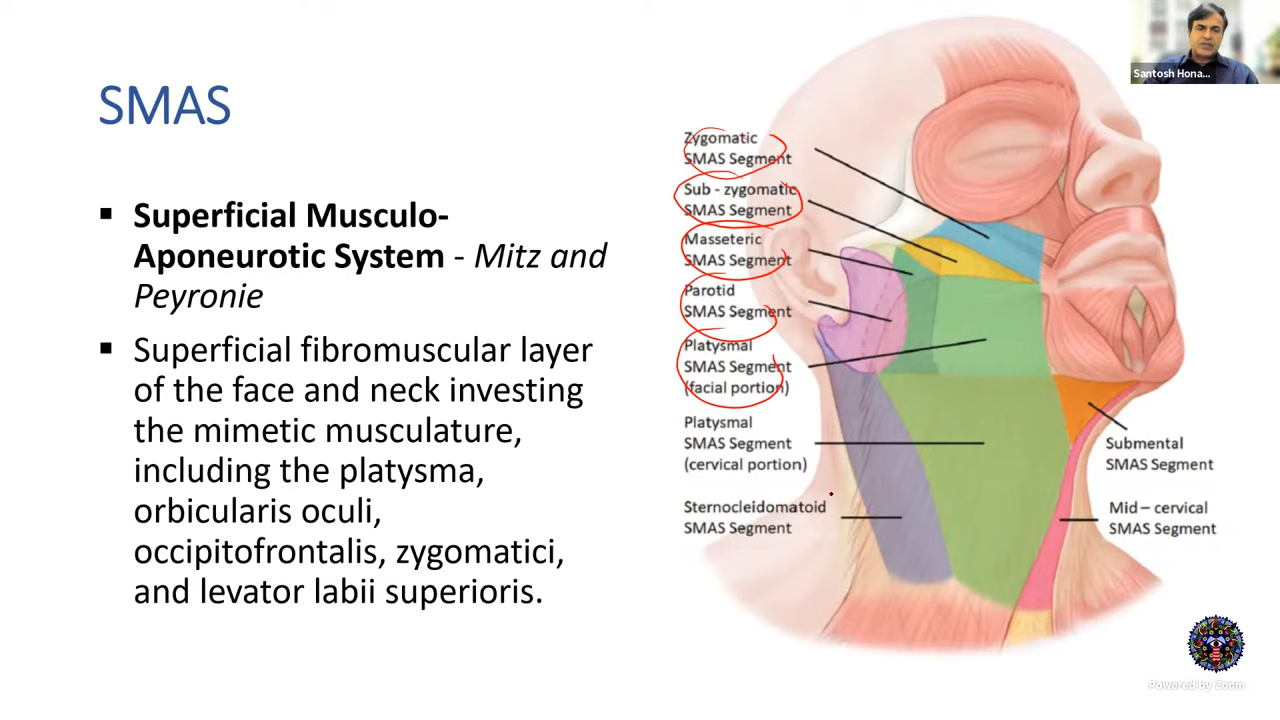 SMAS
▪ Superficial Musculo-
Aponeurotic System - Mitz and
Peyronie
▪ Superficial fibromuscular layer
of the face and neck investing
the mimetic musculature,
including the platysma,
orbicularis oculi,
occipitofrontalis, zygomatici,
and levator labii superioris.
Zygomatic
SMAS Segment
Sub - zygomatic
SMAS Segment
Masseteric
SMAS Segment
Parotid
SMAS Segment
Platysmal
SMAS Segment
(facial portion)
Platysmal
SMAS Segment
(cervical portion)
Sternocleidomatoid
SMAS Segment
Submental
SMAS Segment
Mid – cervical
SMAS Segment
Santosh Hona...
Powered by Zoom